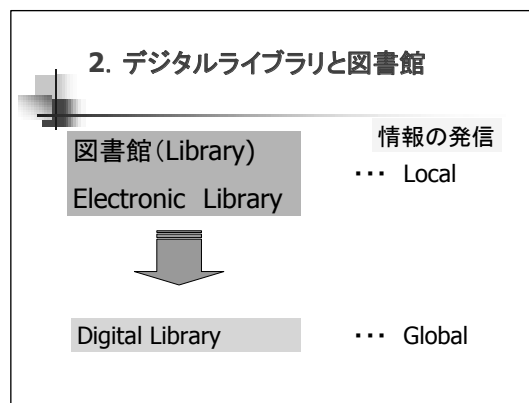 2. デジタルライブラリと図書館
情報の発信
図書館(Library)
・・・ Local
Electronic Library
Digital Library
・・・ Global